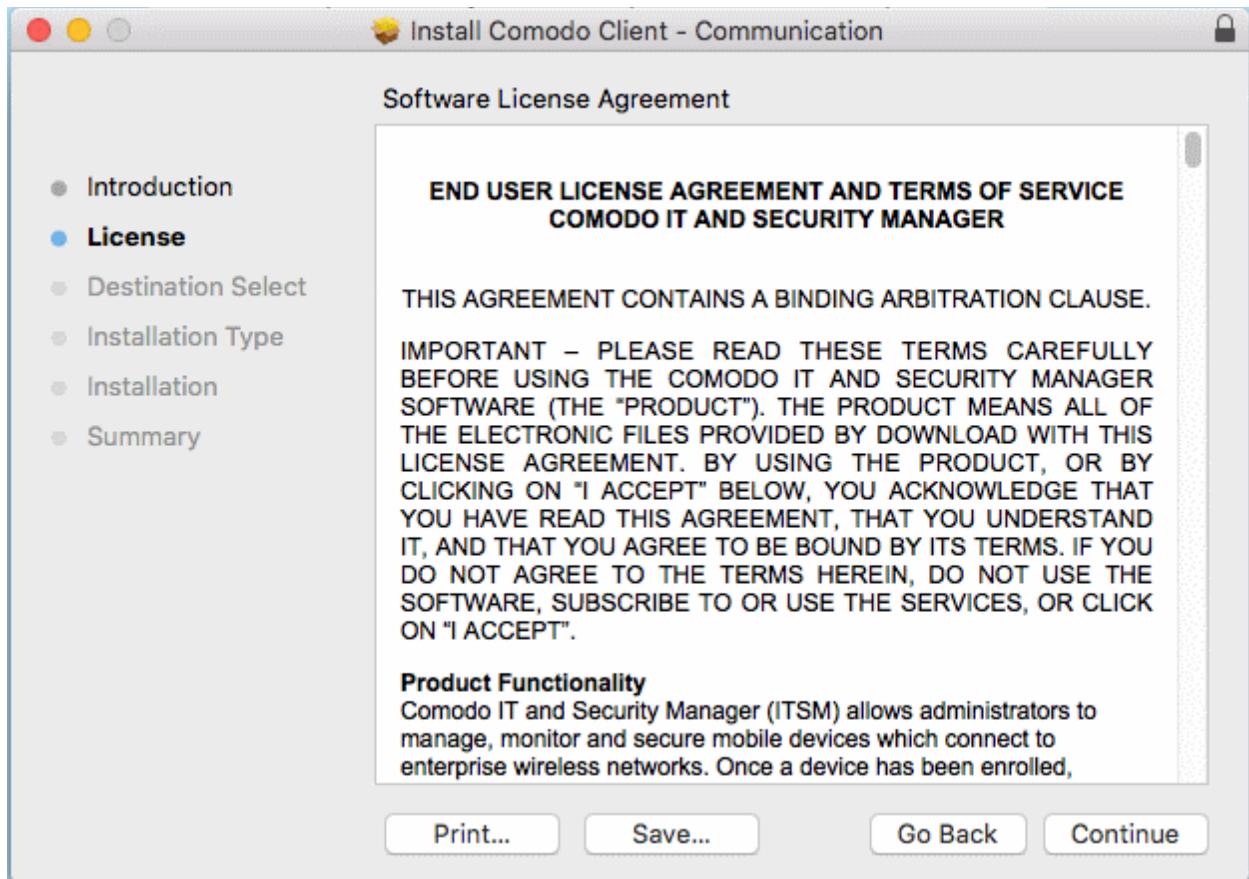 Install Comodo Client - Communication
Software License Agreement
Introduction
License
Destination Select
Installation Type
Installation
Summary
END USER LICENSE AGREEMENT AND TERMS OF SERVICE
COMODO IT AND SECURITY MANAGER
THIS AGREEMENT CONTAINS A BINDING ARBITRATION CLAUSE.
IMPORTANT – PLEASE READ THESE TERMS CAREFULLY
BEFORE USING THE COMODO IT AND SECURITY MANAGER
SOFTWARE (THE “PRODUCT”). THE PRODUCT MEANS ALL OF
THE ELECTRONIC FILES PROVIDED BY DOWNLOAD WITH THIS
LICENSE AGREEMENT. BY USING THE PRODUCT, OR BY
CLICKING ON “I ACCEPT” BELOW, YOU ACKNOWLEDGE THAT
YOU HAVE READ THIS AGREEMENT, THAT YOU UNDERSTAND
IT, AND THAT YOU AGREE TO BE BOUND BY ITS TERMS. IF YOU
DO NOT AGREE TO THE TERMS HEREIN, DO NOT USE THE
SOFTWARE, SUBSCRIBE TO OR USE THE SERVICES, OR CLICK
ON “I ACCEPT”.
Product Functionality
Comodo IT and Security Manager (ITSM) allows administrators to
manage, monitor and secure mobile devices which connect to
enterprise wireless networks. Once a device has been enrolled,
Print...
Save...
Go Back
Continue